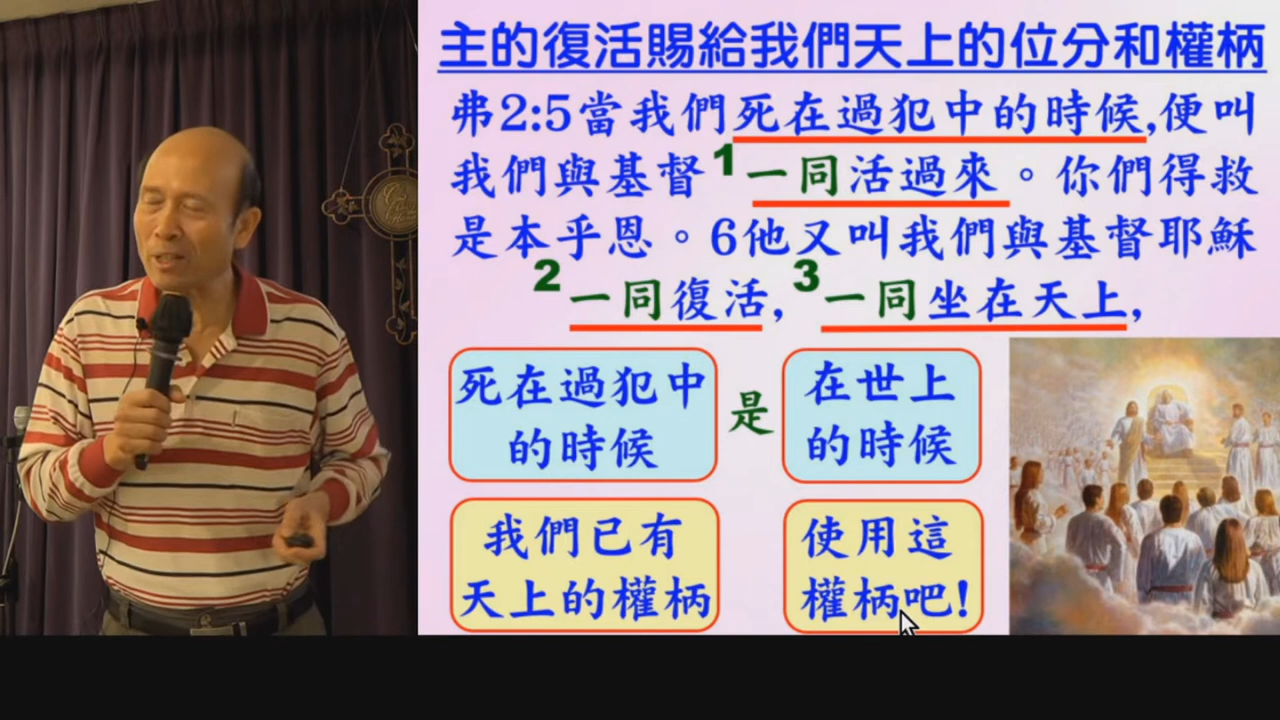 主的復活賜給我們天上的位分和權柄
弗2:5當我們死在過犯中的時候,便叫
我們與基督1一同活過來。你們得救
是本乎恩。6他又叫我們與基督耶穌
2一同復活,3一同坐在天上,
死在過犯中
的時候
是
在世上
的時候
我們已有
天上的權柄
使用這
權柄吧!